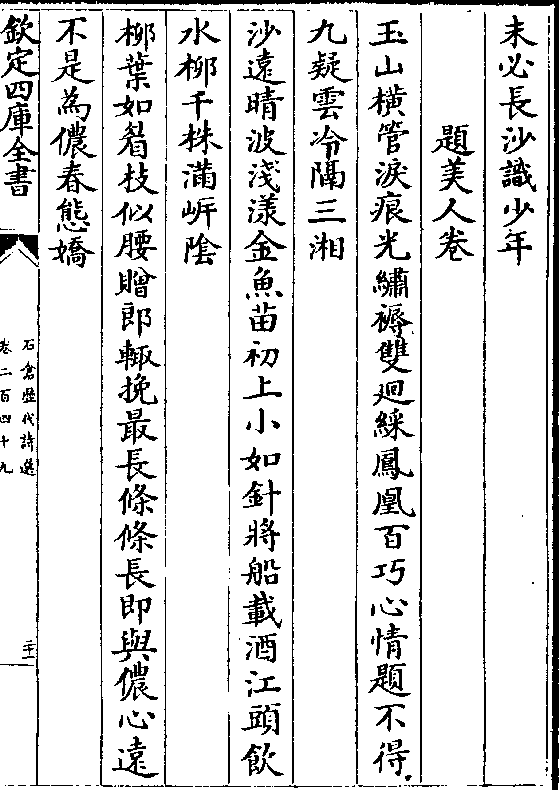 未必長沙識少年
題美人卷
玉山橫管淚痕光繡褥雙迴綵鳳凰百巧心情題不得
九疑雲冷隔三湘
沙遠晴波淺漾金魚苗初上小如針將船載酒江頭飲
水柳千株滿岍陰
柳葉如眉枝似腰贈郎輙挽最長條條長即與儂心遠
不是為儂春態嬌
欽定四庫全書
石倉歷代詩選
卷二百四十九
二十一